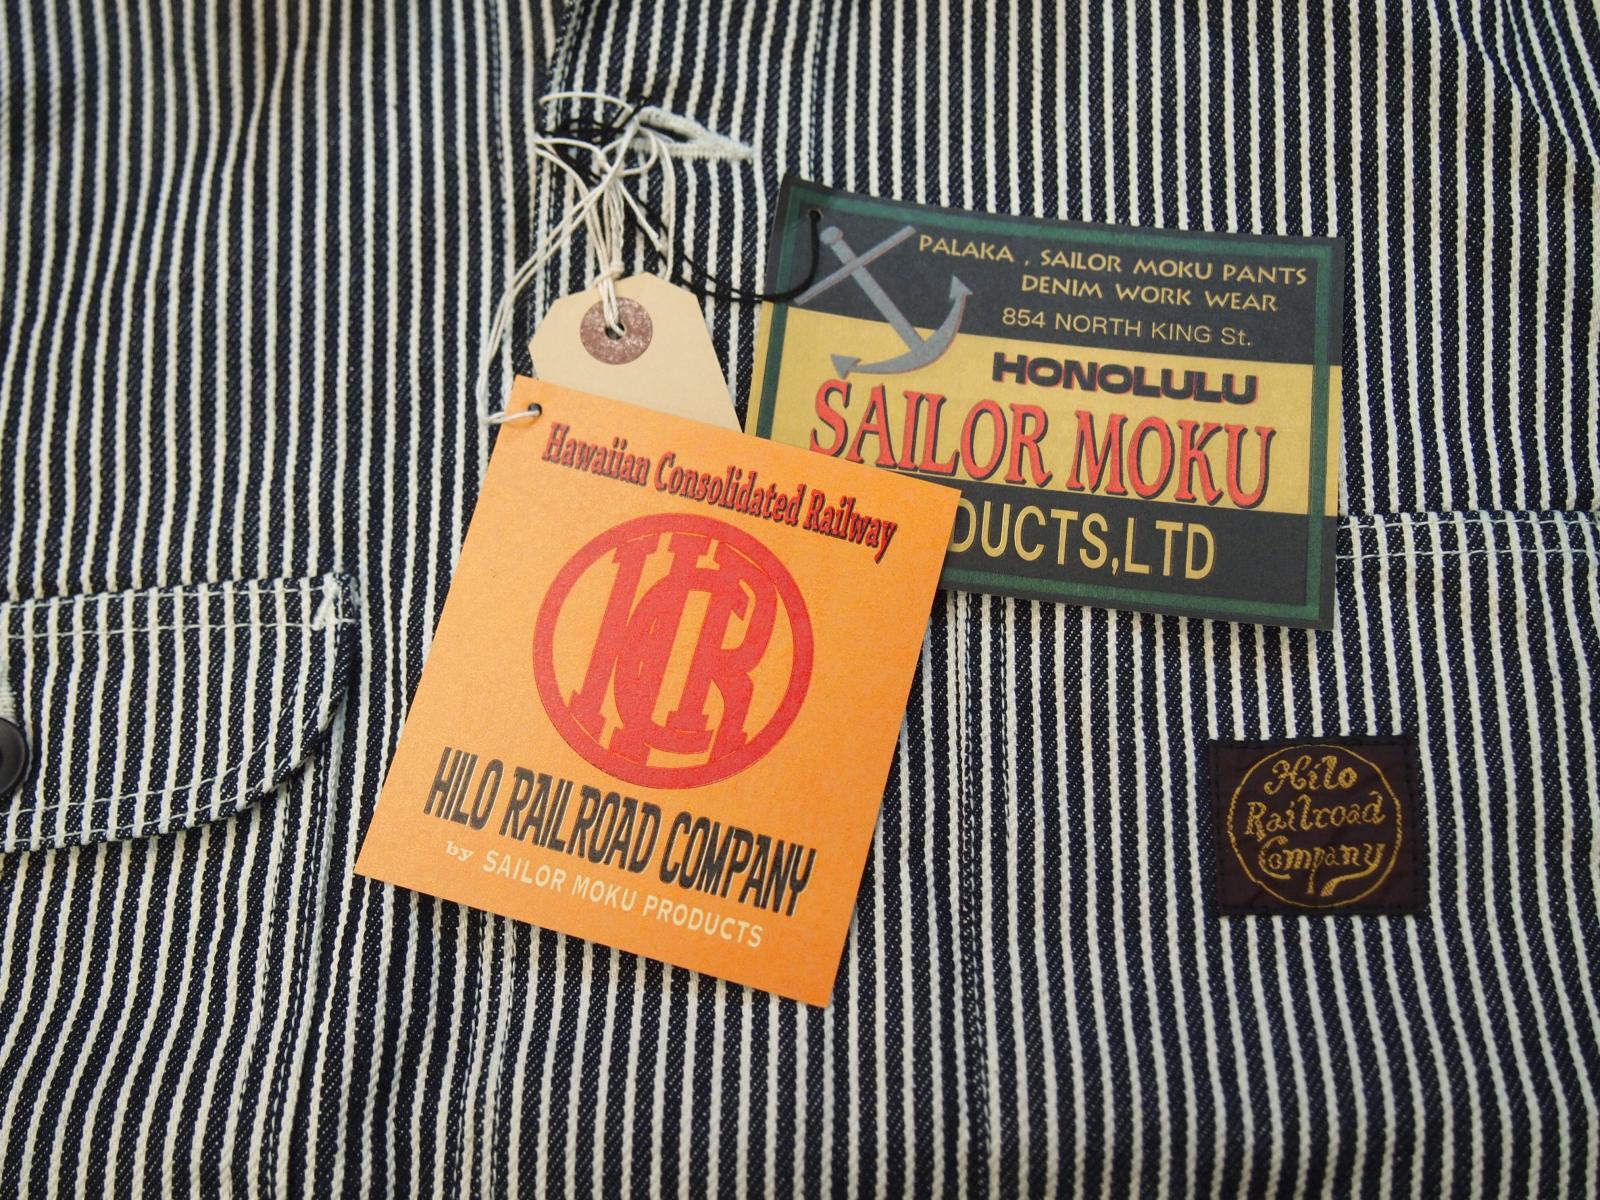 PALAKA , SAILOR MOKU PANTS
DENIM WORK WEAR
854 NORTH KING St.
HONOLULU
SAILOR MOKU
DUCTS,LTD
Hawaiian Consolidated Railway
HCR
HILO RAILROAD COMPANY
by SAILOR MOKU PRODUCTS
Hilo
Railroad
Company